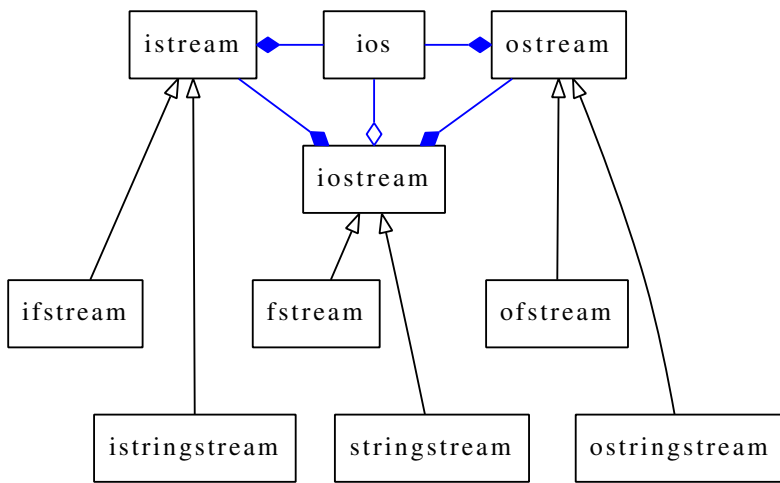 istream
ios
ostream
iostream
ifstream
fstream
ofstream
istringstream
stringstream
ostringstream